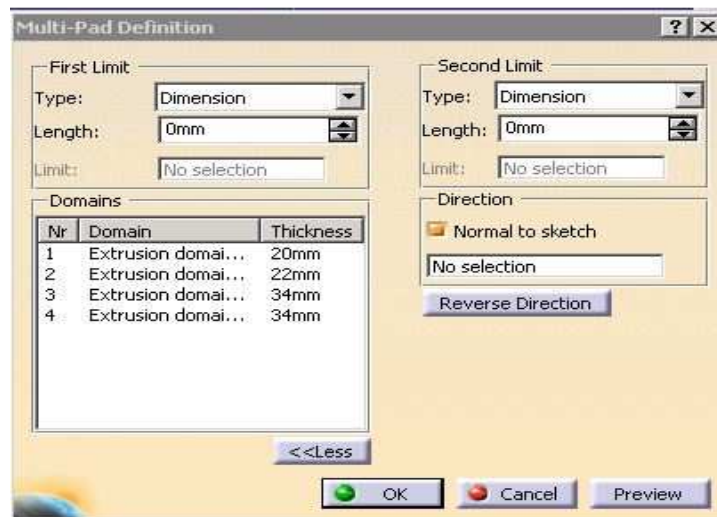 Multi-Pad Definition
? X
First Limit
Type: Dimension
Length: 0mm
Limit: No selection
Second Limit
Type: Dimension
Length: 0mm
Limit: No selection
Domains
Nr Domain Thickness
1 Extrusion domai... 20mm
2 Extrusion domai... 22mm
3 Extrusion domai... 34mm
4 Extrusion domai... 34mm
<<Less
Direction
Normal to sketch
No selection
Reverse Direction
OK Cancel Preview